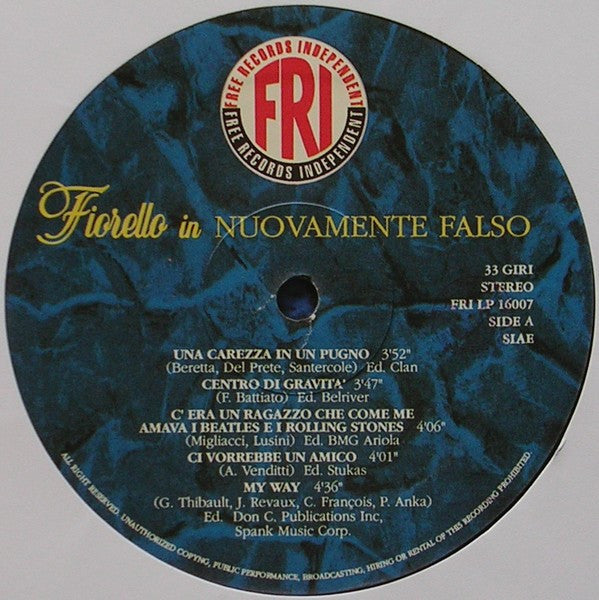 FREE RECORDS INDEPENDENT
FRI
FREE RECORDS INDEPENDENT
Fiorello in NUOVAMENTE FALSO
33 GIRI
STEREO
FRI LP 16007
SIDE A
SIAE
UNA CAREZZA IN UN PUGNO 3'52"
(Beretta, Del Prete, Santercole) Ed. Clan
CENTRO DI GRAVITA' 3'47"
(F. Battiato) Ed. Belriver
C' ERA UN RAGAZZO CHE COME ME
AMAVA I BEATLES E I ROLLING STONES 4'06"
(Migliacci, Lusini) Ed. BMG Ariola
CI VORREBBE UN AMICO 4'01"
(A. Venditti) Ed. Stukas
MY WAY 4'36"
(G. Thibault, J. Revaux, C. François, P. Anka)
Ed. Don C. Publications Inc,
Spank Music Corp.
ALL RIGHT RESERVED. UNAUTHORIZED COPYNG, PUBLIC PERFORMANCE, BROADCASTING, HIRING OR RENTAL OF THIS RECORDING PROHIBITED.